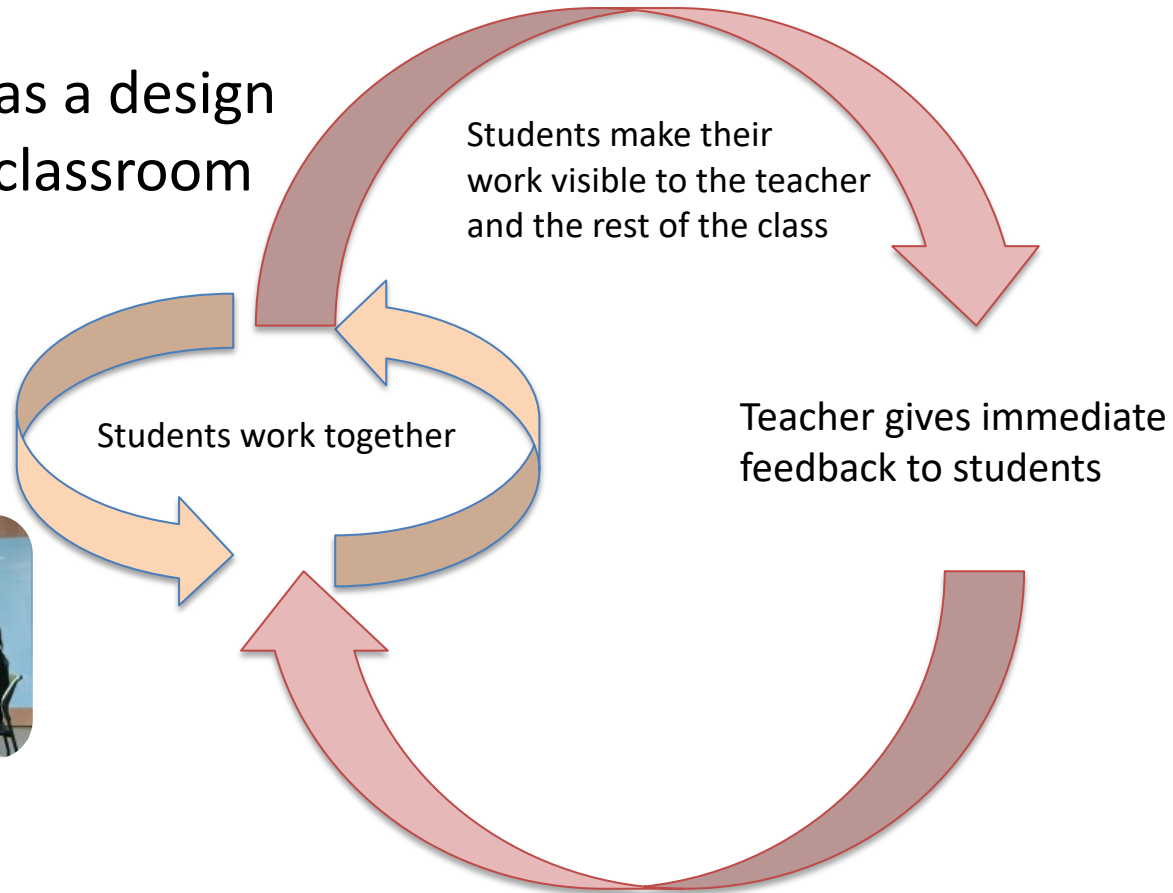 as a design
classroom
Students make their
work visible to the teacher
and the rest of the class
Students work together
Teacher gives immediate
feedback to students